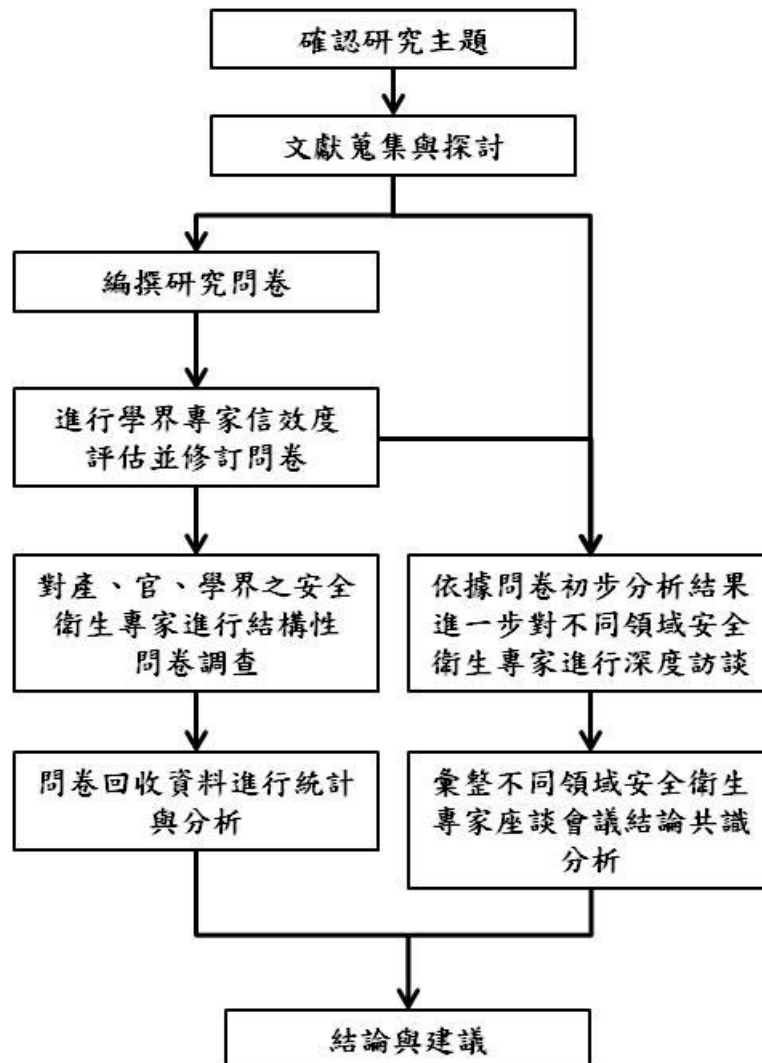 確認研究主題
文獻蒐集與探討
編撰研究問卷
進行學界專家信效度
評估並修訂問卷
對產、官、學界之安全
衛生專家進行結構性
問卷調查
依據問卷初步分析結果
進一步對不同領域安全
衛生專家進行深度訪談
問卷回收資料進行統計
與分析
彙整不同領域安全衛生
專家座談會議結論共識
分析
結論與建議